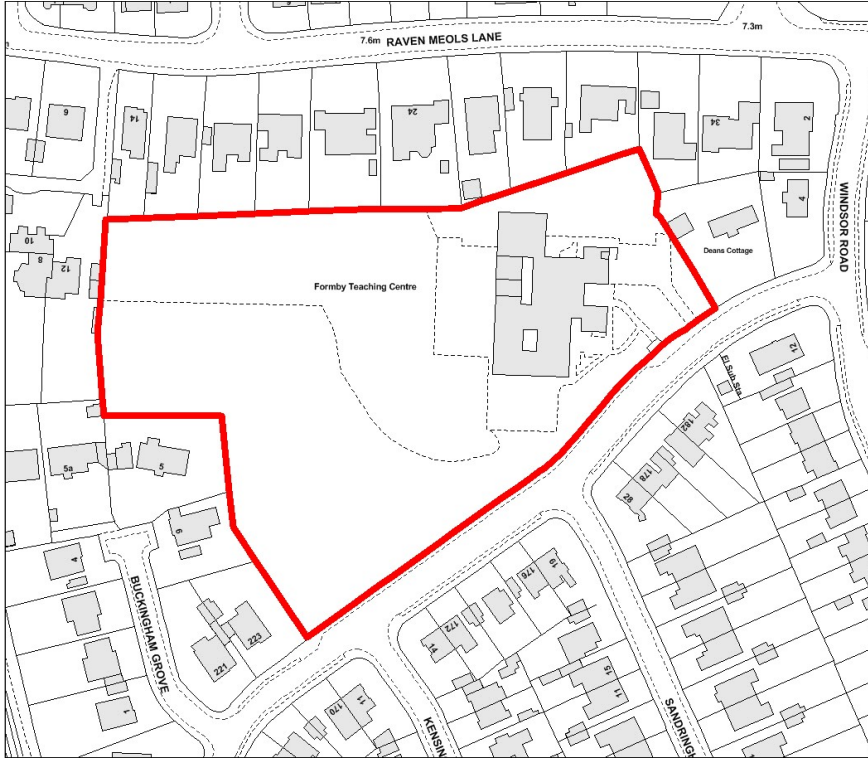 7.6m
RAVEN MEOLS LANE
7.3m
6
14
24
34
2
4
WINDSOR ROAD
Deans Cottage
10
8
12
Formby Teaching Centre
El Sub Sta
12
182
178
28
5a
5
6
4
BUCKINGHAM GROVE
223
221
1
19
176
172
14
170
11
15
11
KENSIN
SANDRINGH